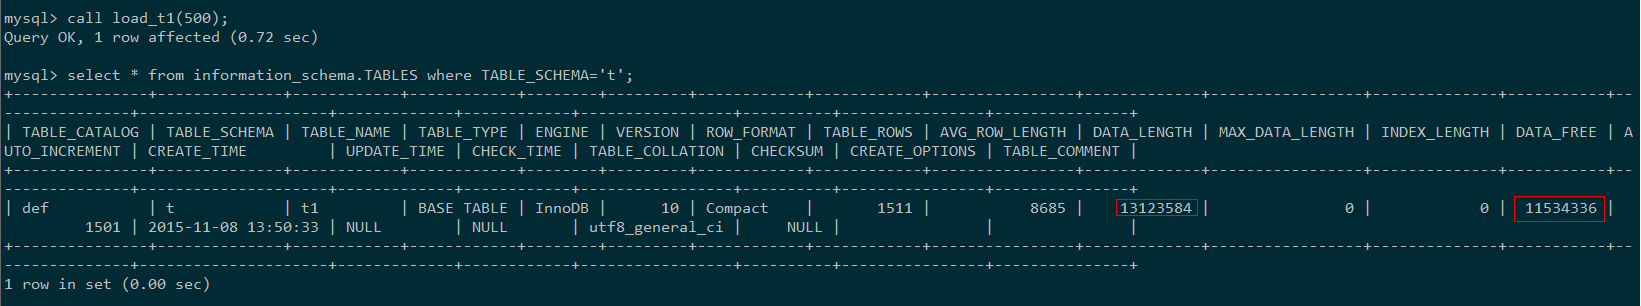 mysql> call load_t1(500);
Query OK, 1 row affected (0.72 sec)
mysql> select * from information_schema.TABLES where TABLE_SCHEMA='t';
+---------------+--------------+------------+------------+--------+---------+------------+------------+----------------+-------------+-----------------+--------------+-----------+--
--------------+---------------------+-------------+------------+-----------------+----------+----------------+---------------+
| TABLE_CATALOG | TABLE_SCHEMA | TABLE_NAME | TABLE_TYPE | ENGINE | VERSION | ROW_FORMAT | TABLE_ROWS | AVG_ROW_LENGTH | DATA_LENGTH | MAX_DATA_LENGTH | INDEX_LENGTH | DATA_FREE | A
UTO_INCREMENT | CREATE_TIME         | UPDATE_TIME | CHECK_TIME | TABLE_COLLATION | CHECKSUM | CREATE_OPTIONS | TABLE_COMMENT |
+---------------+--------------+------------+------------+--------+---------+------------+------------+----------------+-------------+-----------------+--------------+-----------+--
--------------+---------------------+-------------+------------+-----------------+----------+----------------+---------------+
| def           | t            | t1         | BASE TABLE | InnoDB |      10 | Compact    |       1511 |           8685 |    13123584 |               0 |            0 |  11534336 |
         1501 | 2015-11-08 13:50:33 | NULL        | NULL       | utf8_general_ci |     NULL |                |               |
+---------------+--------------+------------+------------+--------+---------+------------+------------+----------------+-------------+-----------------+--------------+-----------+--
--------------+---------------------+-------------+------------+-----------------+----------+----------------+---------------+
1 row in set (0.00 sec)